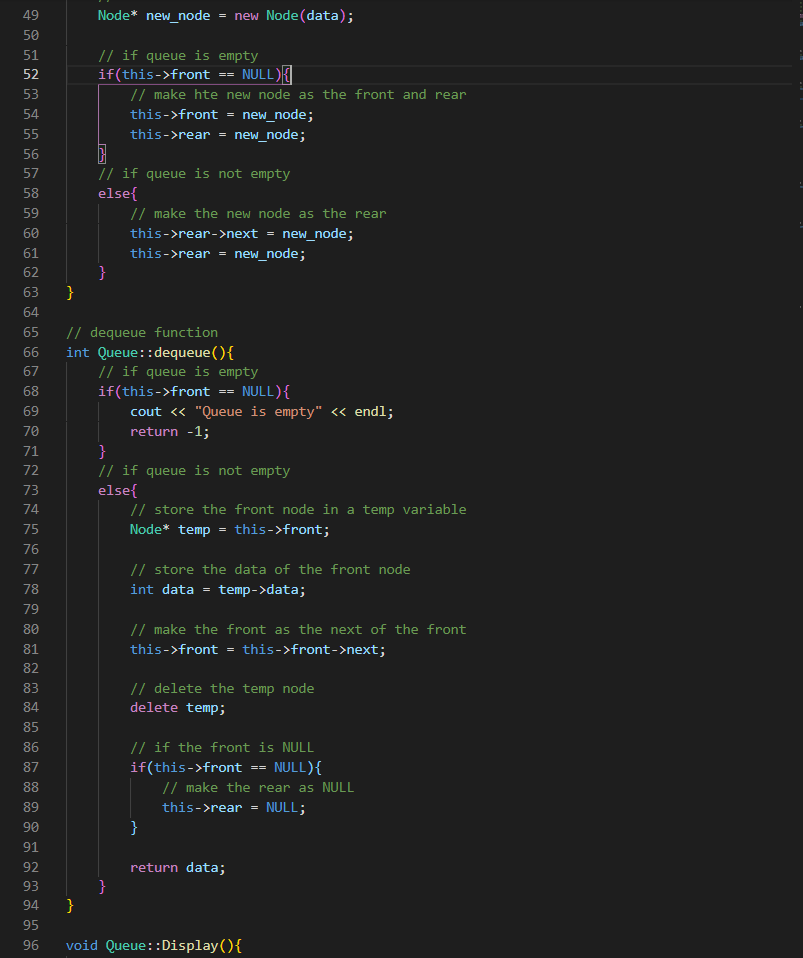 49 Node* new_node = new Node(data);
50
51 // if queue is empty
52 if(this->front == NULL){
53 // make hte new node as the front and rear
54 this->front = new_node;
55 this->rear = new_node;
56 }
57 // if queue is not empty
58 else{
59 // make the new node as the rear
60 this->rear->next = new_node;
61 this->rear = new_node;
62 }
63 }
64
65 // dequeue function
66 int Queue::dequeue(){
67 // if queue is empty
68 if(this->front == NULL){
69 cout << "Queue is empty" << endl;
70 return -1;
71 }
72 // if queue is not empty
73 else{
74 // store the front node in a temp variable
75 Node* temp = this->front;
76
77 // store the data of the front node
78 int data = temp->data;
79
80 // make the front as the next of the front
81 this->front = this->front->next;
82
83 // delete the temp node
84 delete temp;
85
86 // if the front is NULL
87 if(this->front == NULL){
88 // make the rear as NULL
89 this->rear = NULL;
90 }
91
92 return data;
93 }
94 }
95
96 void Queue::Display(){